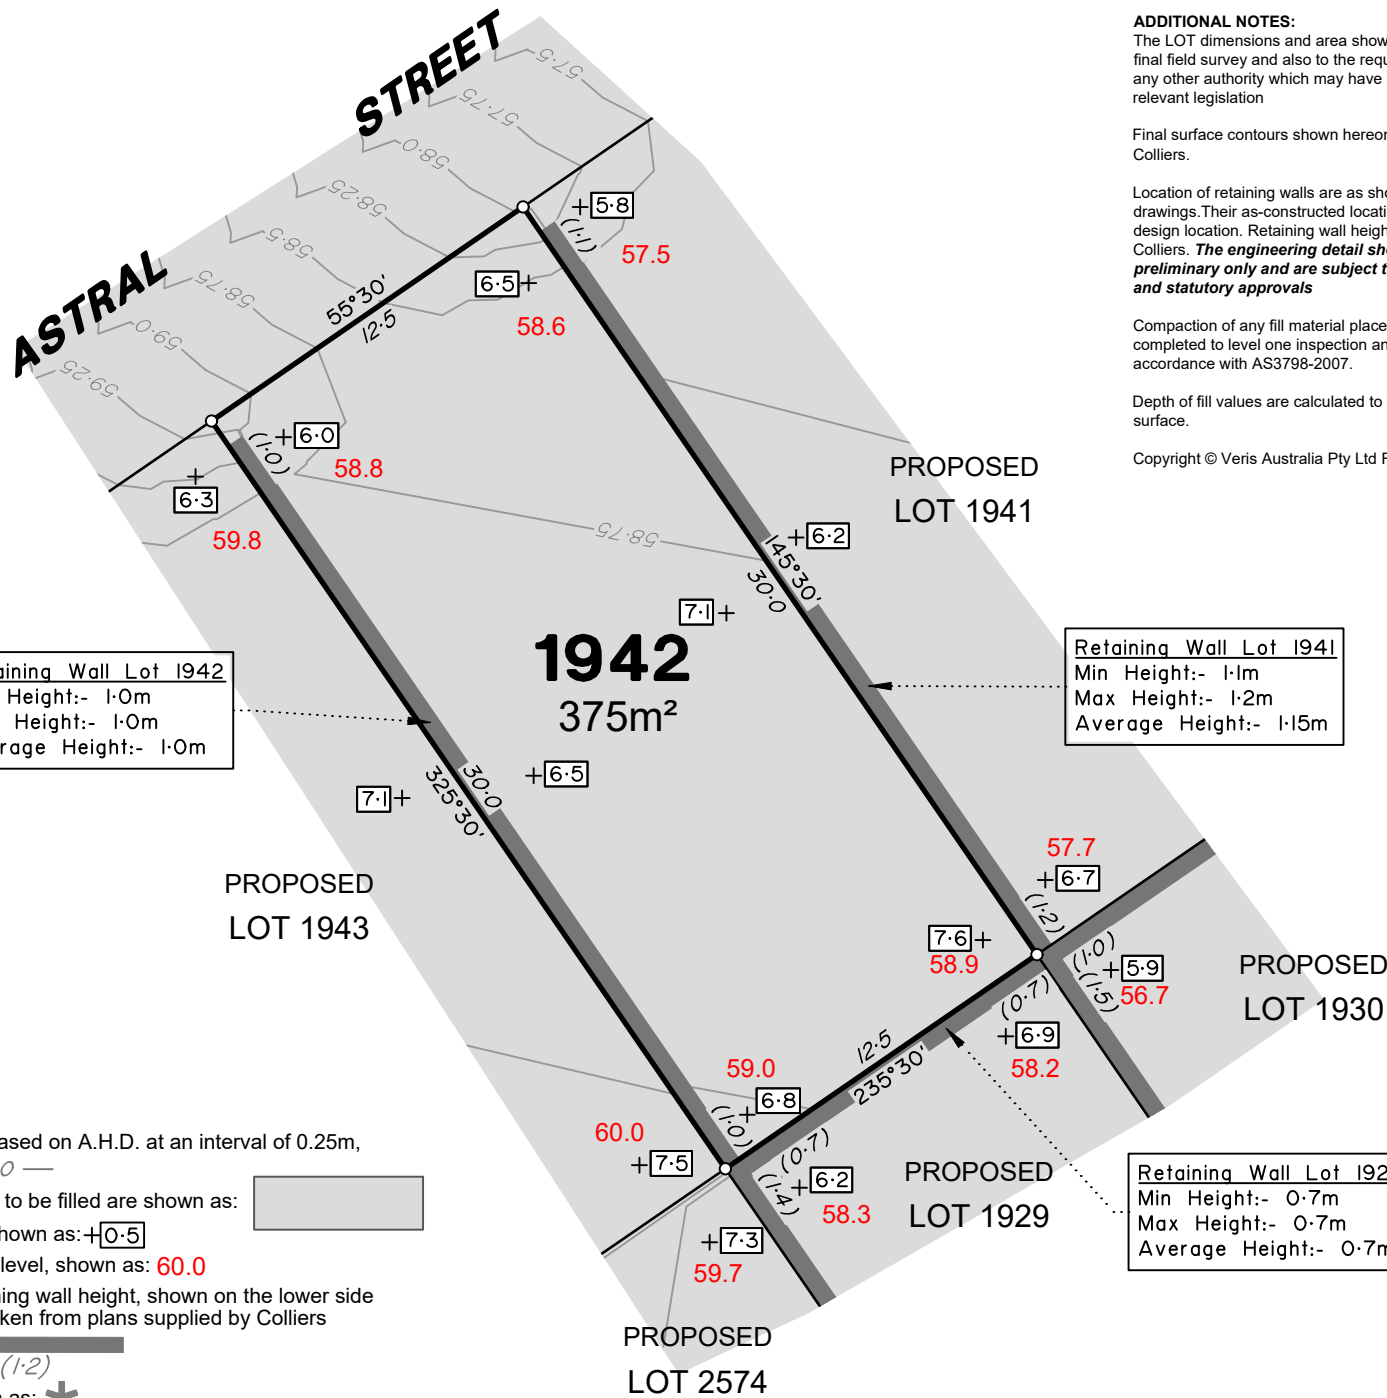 ASTRAL STREET
57·5
57·75
58·0
58·25
58·5
58·75
59·0
59·25
ADDITIONAL NOTES:
The LOT dimensions and area show
final field survey and also to the requ
any other authority which may have
relevant legislation
Final surface contours shown hereon
Colliers.
Location of retaining walls are as sho
drawings.Their as-constructed locati
design location. Retaining wall heigh
Colliers. The engineering detail sho
preliminary only and are subject t
and statutory approvals
Compaction of any fill material place
completed to level one inspection an
accordance with AS3798-2007.
Depth of fill values are calculated to
surface.
Copyright © Veris Australia Pty Ltd
+5·8
(1·1)
57.5
6·5+
58.6
55°30'
12·5
+6·0
(1·0)
58.8
+
6·3
59.8
58·75
PROPOSED
LOT 1941
+6·2
145°30'
30·0
7·1+
1942
375m²
Retaining Wall Lot 1941
Min Height:- 1·1m
Max Height:- 1·2m
Average Height:- 1·15m
aining Wall Lot 1942
Height:- 1·0m
Height:- 1·0m
rage Height:- 1·0m
+6·5
7·1+
30·0
325°30'
PROPOSED
LOT 1943
57.7
+6·7
(1·2)
7·6+
58.9
(1·0)
+5·9
(1·5)
56.7
PROPOSED
LOT 1930
(0·7)
+6·9
58.2
12·5
235°30'
59.0
+6·8
(1·0)
60.0
+7·5
(0·7)
(1·4)
+6·2
58.3
PROPOSED
LOT 1929
+7·3
59.7
PROPOSED
LOT 2574
Retaining Wall Lot 192
Min Height:- 0·7m
Max Height:- 0·7m
Average Height:- 0·7m
ased on A.H.D. at an interval of 0.25m,
0 —
to be filled are shown as:
hown as: +0·5
level, shown as: 60.0
ning wall height, shown on the lower side
ken from plans supplied by Colliers
(1·2)
as: *